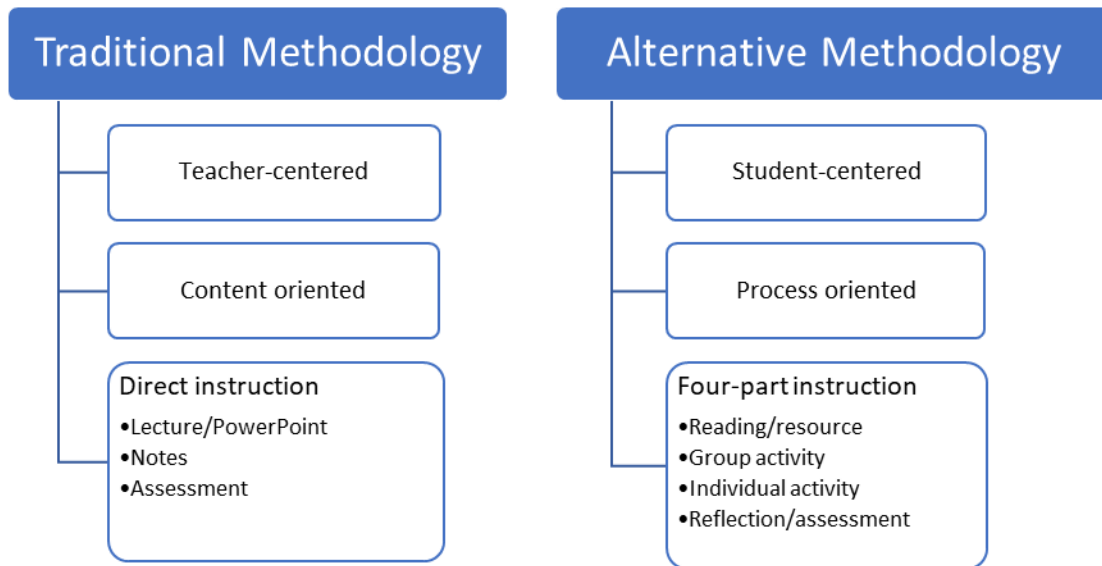 Traditional Methodology
Teacher-centered
Content oriented
Direct instruction
•Lecture/PowerPoint
•Notes
•Assessment
Alternative Methodology
Student-centered
Process oriented
Four-part instruction
•Reading/resource
•Group activity
•Individual activity
•Reflection/assessment